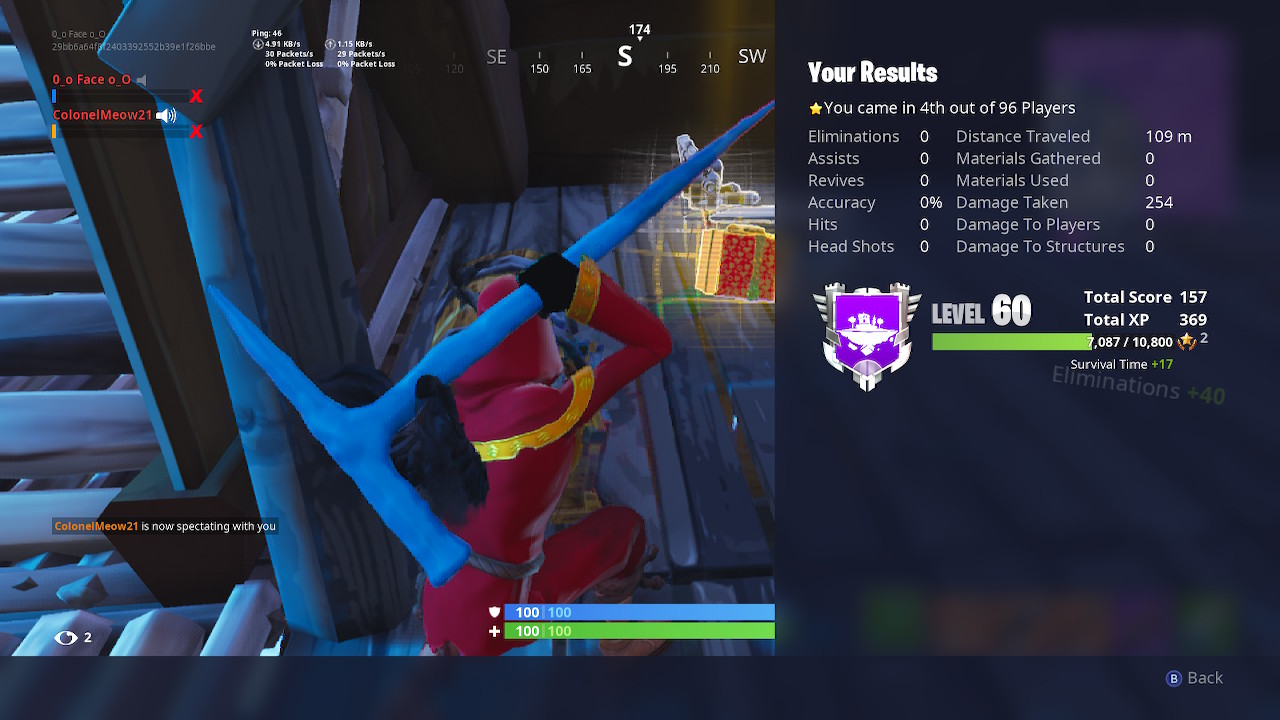 0_o Face o_O
Ping: 46
4.91 KB/s 1.15 KB/s
30 Packets/s 29 Packets/s
0% Packet Loss 0% Packet Loss
0_o Face o_O
ColonelMeow21
174
120 SE 150 165 S 195 210 SW
Your Results
You came in 4th out of 96 Players
Eliminations 0 Distance Traveled 109 m
Assists 0 Materials Gathered 0
Revives 0 Materials Used 0
Accuracy 0% Damage Taken 254
Hits 0 Damage To Players 0
Head Shots 0 Damage To Structures 0
LEVEL 60
Total Score 157
Total XP 369
7,087 / 10,800 2
Survival Time +17
Eliminations +40
ColonelMeow21 is now spectating with you
100 | 100
100 | 100
2
B Back